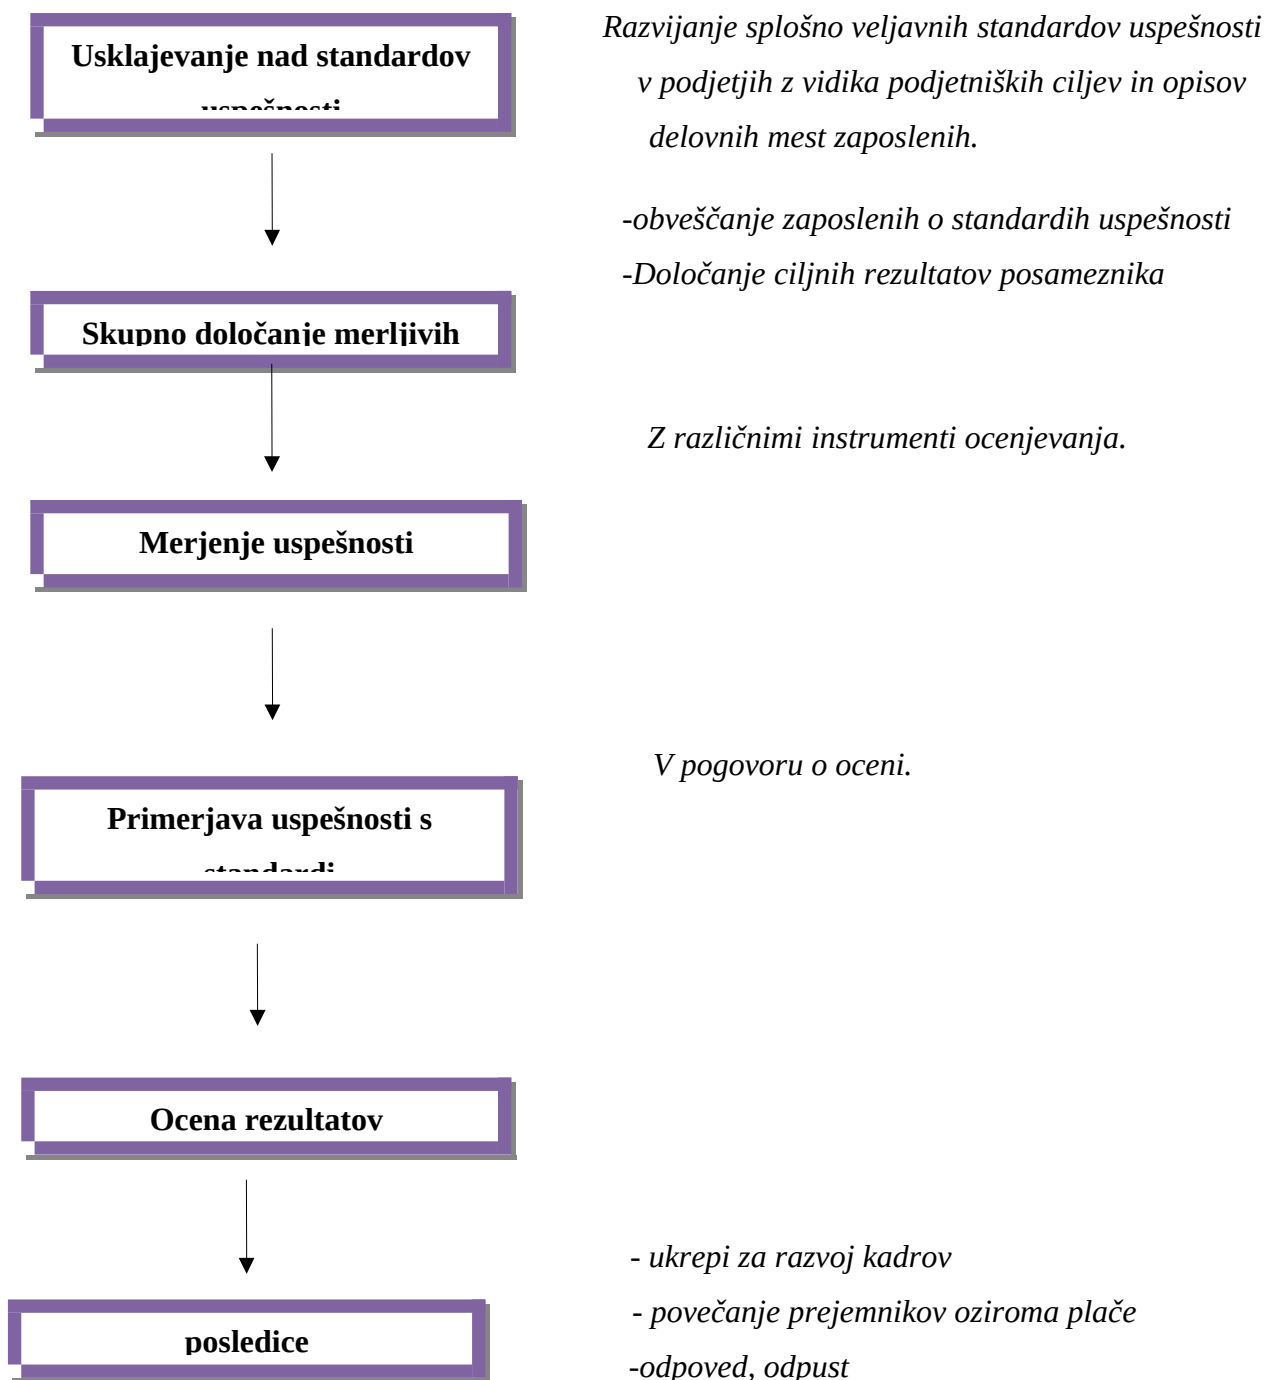 Usklajevanje nad standardov
uspešnosti
Razvijanje splošno veljavnih standardov uspešnosti
v podjetjih z vidika podjetniških ciljev in opisov
delovnih mest zaposlenih.
-obveščanje zaposlenih o standardih uspešnosti
-Določanje ciljnih rezultatov posameznika
Skupno določanje merljivih
Z različnimi instrumenti ocenjevanja.
Merjenje uspešnosti
V pogovoru o oceni.
Primerjava uspešnosti s
standardi
Ocena rezultatov
- ukrepi za razvoj kadrov
- povečanje prejemnikov oziroma plače
-odpoved, odpust
posledice